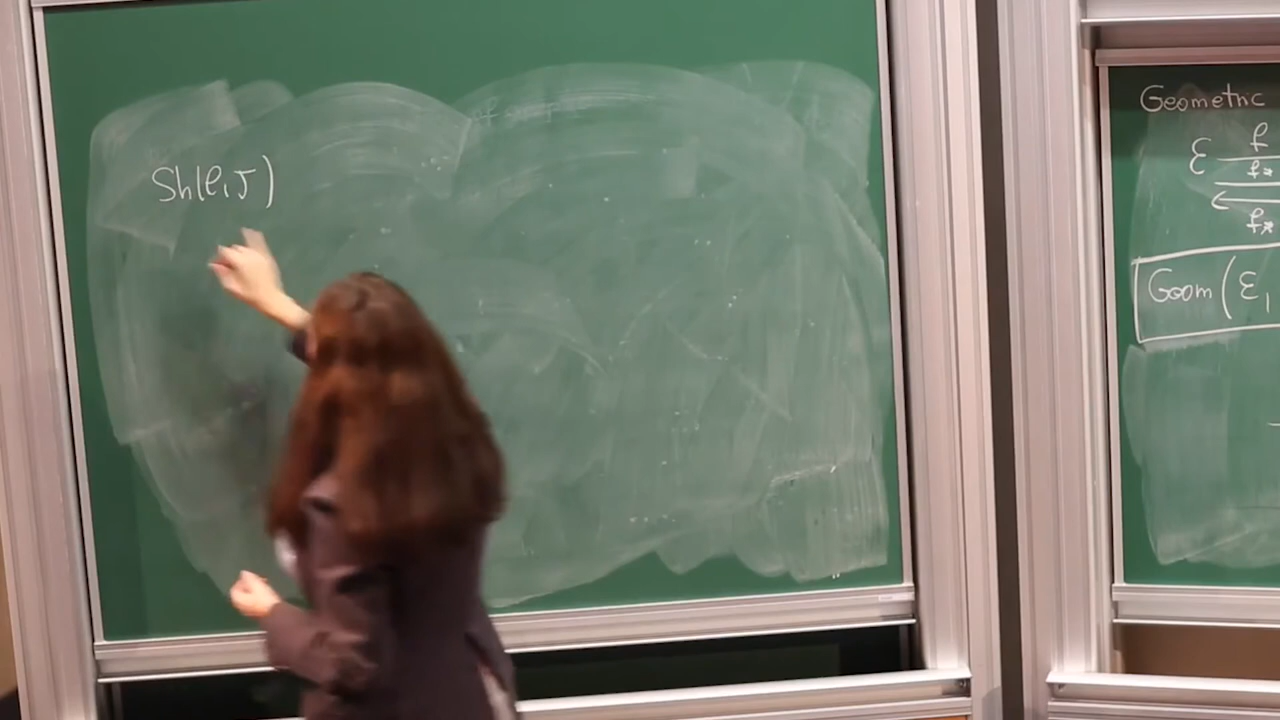 Sh(ℓ, J)
Geometric
ℰ f
f*
f*
Geom (ℰ,